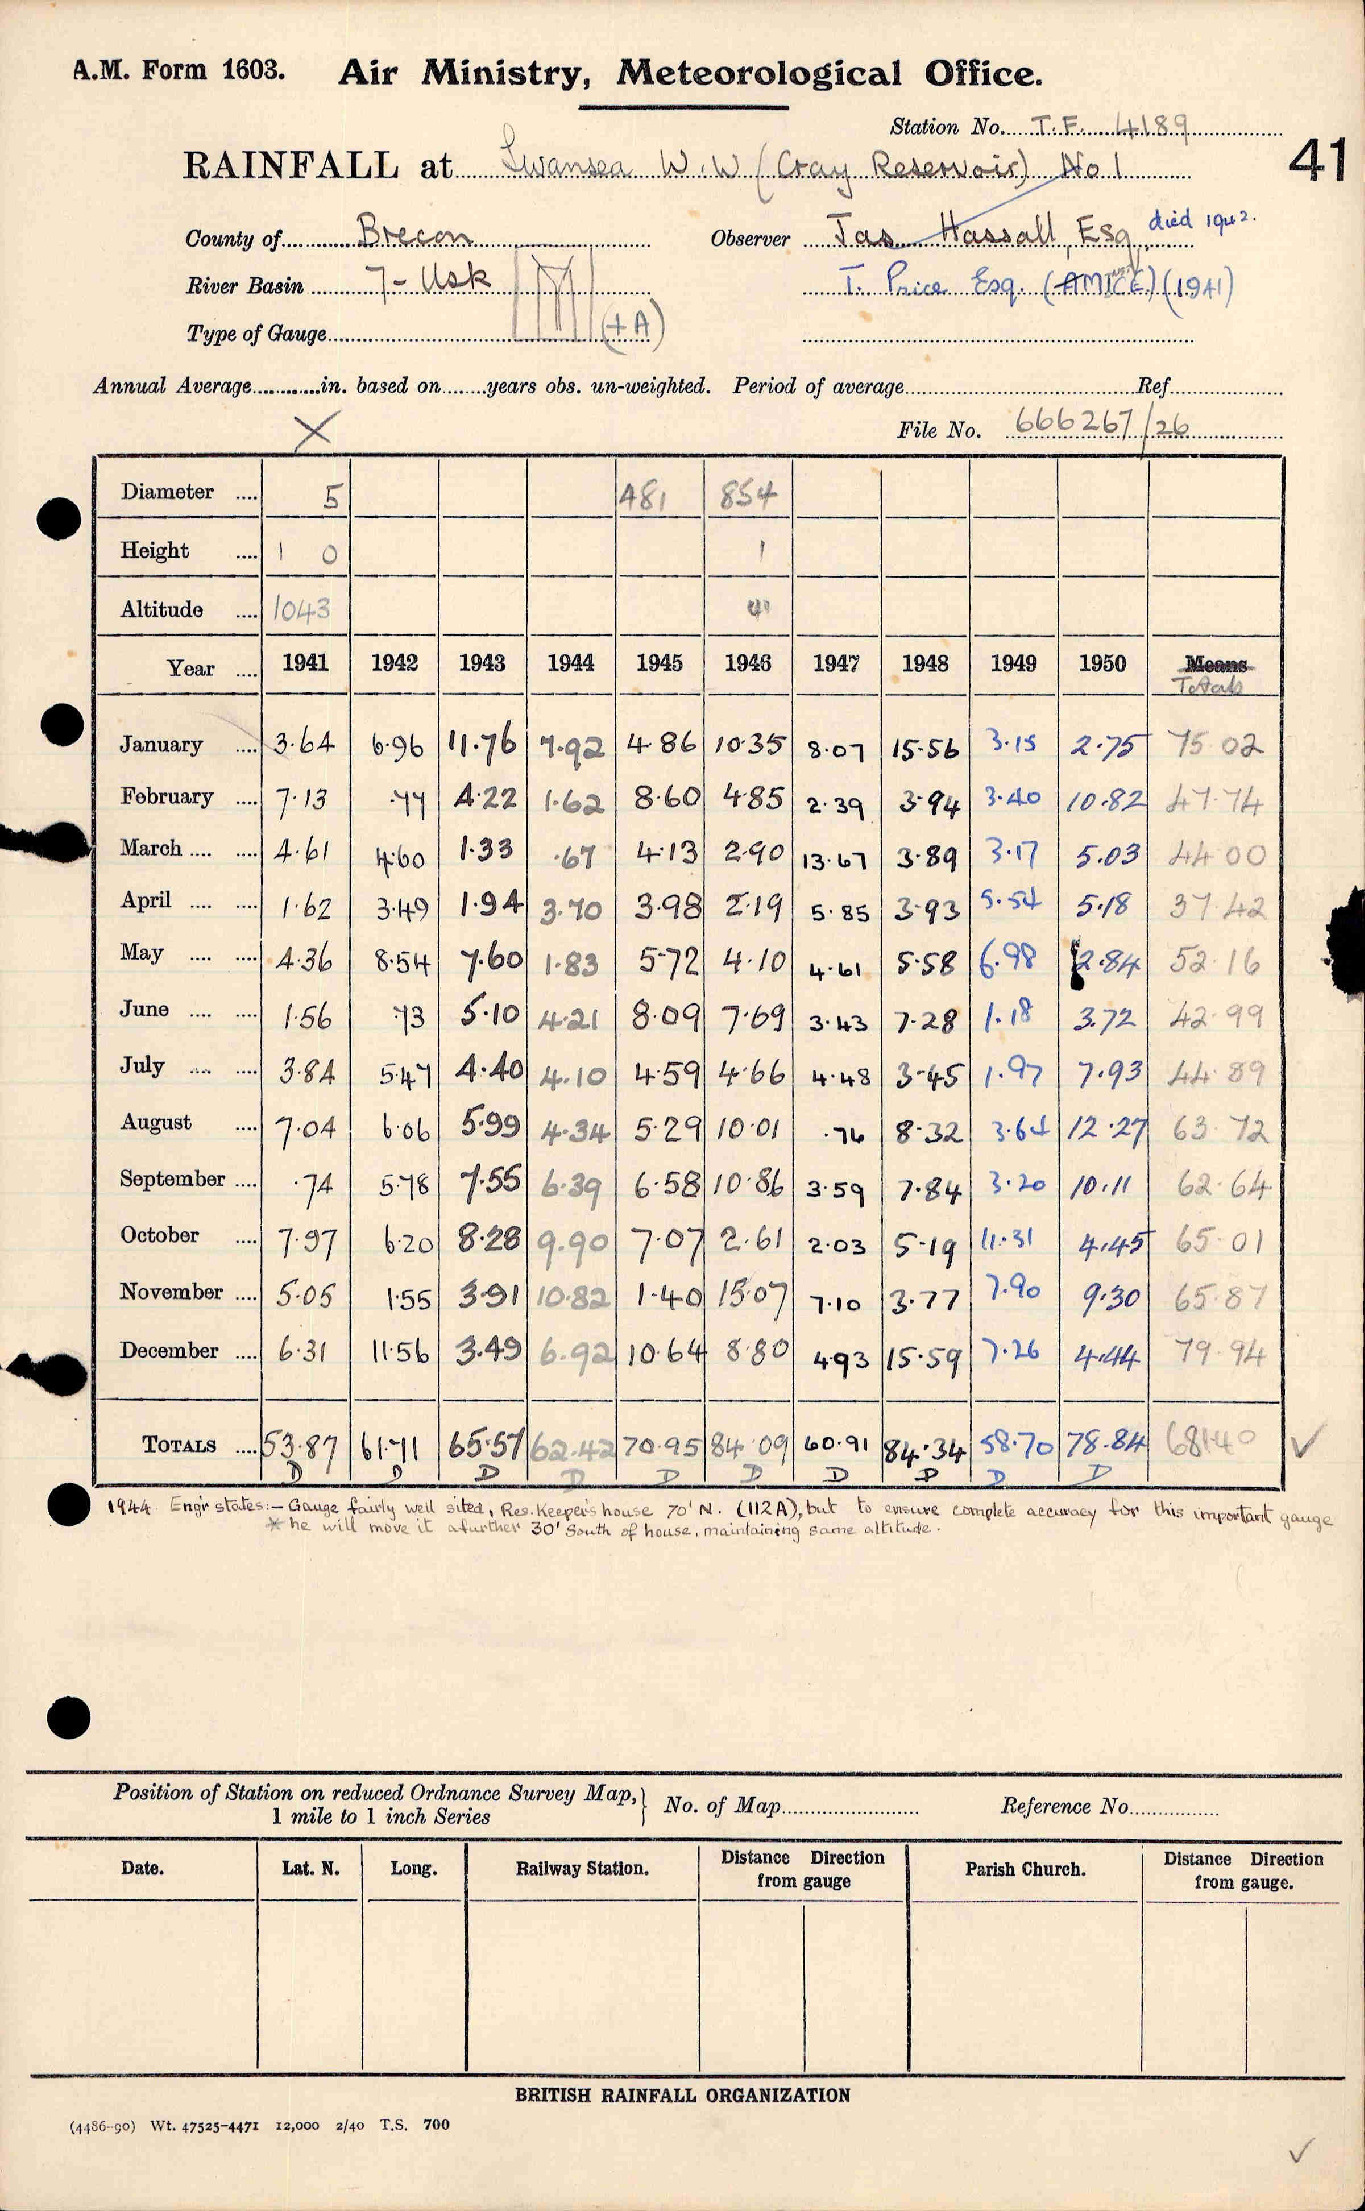 A.M. Form 1603. Air Ministry, Meteorological Office.
Station No. T.F. 4189
41
RAINFALL at Swansea W.W (Cray Reservoir) No 1
County of Brecon Observer Jas Hassall, Esq died 1942.
River Basin 7 - Usk T. Price Esq. (AMICE) (1941)
Type of Gauge (+A)
Annual Average in. based on years obs. un-weighted. Period of average Ref
X File No. 666267/26
Diameter 5 481 854
Height 1 0 1
Altitude 1043
Year 1941 1942 1943 1944 1945 1946 1947 1948 1949 1950 Means
Totals
January 3.64 6.96 11.76 7.92 4.86 10.35 8.07 15.56 3.15 2.75 75.02
February 7.13 .77 4.22 1.62 8.60 4.85 2.39 3.94 3.40 10.82 47.74
March 4.61 4.60 1.33 .67 4.13 2.90 13.67 3.89 3.17 5.03 44.00
April 1.62 3.49 1.94 3.70 3.98 2.19 5.85 3.93 5.54 5.18 37.42
May 4.36 8.54 7.60 1.83 5.72 4.10 4.61 5.58 6.98 2.84 52.16
June 1.56 .73 5.10 4.21 8.09 7.69 3.43 7.28 1.18 3.72 42.99
July 3.84 5.47 4.40 4.10 4.59 4.66 4.48 3.45 1.97 7.93 44.89
August 7.04 6.06 5.99 4.34 5.29 10.01 .76 8.32 3.64 12.27 63.72
September .74 5.78 7.55 6.39 6.58 10.86 3.59 7.84 3.20 10.11 62.64
October 7.97 6.20 8.28 9.90 7.07 2.61 2.03 5.19 11.31 4.45 65.01
November 5.05 1.55 3.91 10.82 1.40 15.07 7.10 3.77 7.90 9.30 65.87
December 6.31 11.56 3.49 6.92 10.64 8.80 4.93 15.59 7.26 4.44 79.94
TOTALS 53.87 61.71 65.57 62.42 70.95 84.09 60.91 84.34 58.70 78.84 681.40 ✓
D D D D D D D D D D
1944 Eng'r states:- Gauge fairly well sited, Res. Keeper's house 70' N. (112A), but to ensure complete accuracy for this important gauge
* he will move it a further 30' South of house, maintaining same altitude.
Position of Station on reduced Ordnance Survey Map,
1 mile to 1 inch Series
No. of Map Reference No.
Date. Lat. N. Long. Railway Station. Distance Direction from gauge Parish Church. Distance Direction from gauge.
BRITISH RAINFALL ORGANIZATION
(4486-90) Wt. 47525-4471 12,000 2/40 T.S. 700
✓